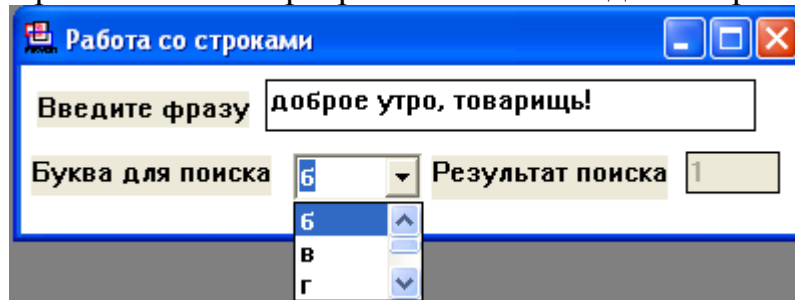 Работа со строками
Введите фразу доброе утро, товарищь!
Буква для поиска б Результат поиска 1
б
в
г